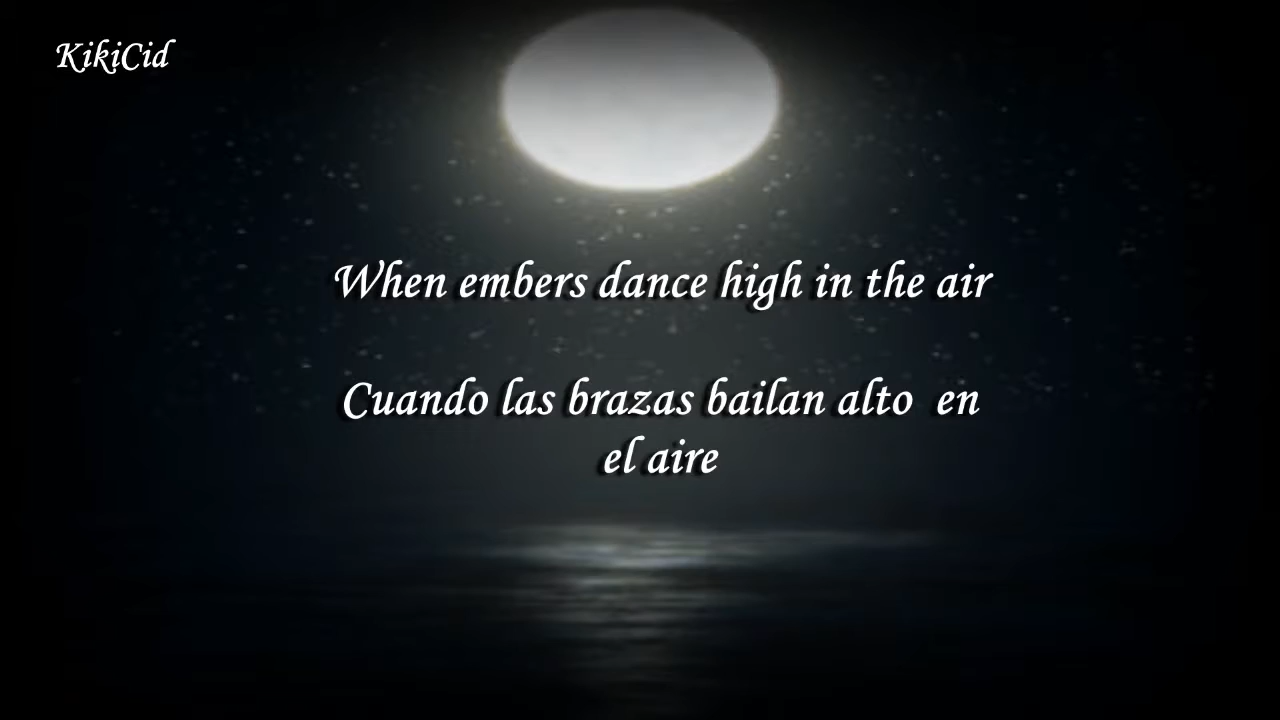 KikiCid
When embers dance high in the air
Cuando las brazas bailan alto  en
el aire